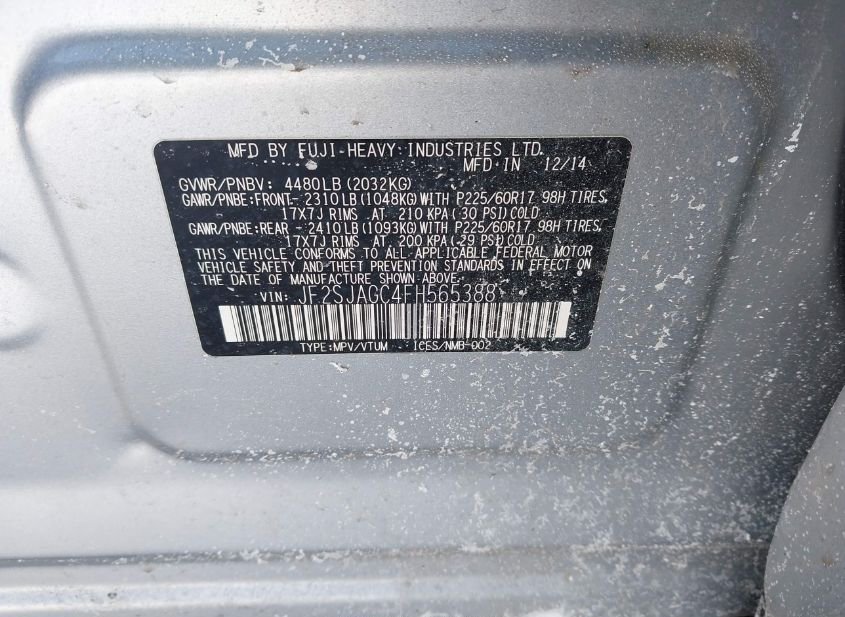 MFD BY FUJI HEAVY INDUSTRIES LTD.
MFD IN 12/14
GVWR/PNBV: 4480LB (2032KG)
GAWR/PNBE:FRONT- 2310 LB (1048KG) WITH P225/60R17 98H TIRES,
17X7J RIMS AT 210 KPA (30 PSI) COLD
GAWR/PNBE:REAR - 2410 LB (1093KG) WITH P225/60R17 98H TIRES,
17X7J RIMS AT 200 KPA (29 PSI) COLD
THIS VEHICLE CONFORMS TO ALL APPLICABLE FEDERAL MOTOR
VEHICLE SAFETY AND THEFT PREVENTION STANDARDS IN EFFECT ON
THE DATE OF MANUFACTURE SHOWN ABOVE.
VIN: JF2SJAGC4FH565388
TYPE:MPV/VTUM ICES/NMB-002